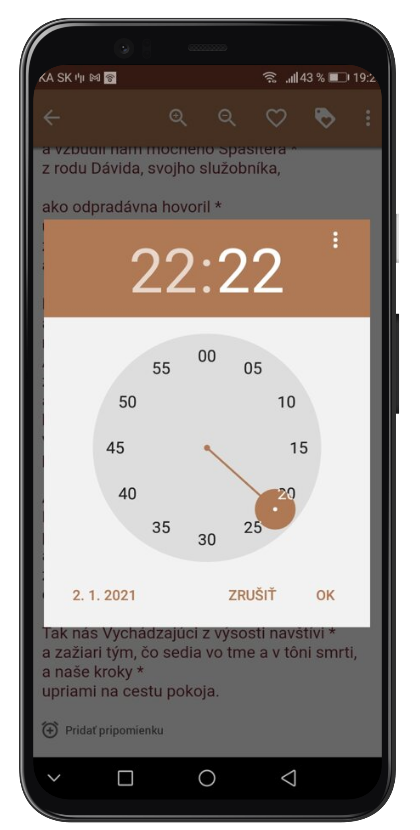 KA SK
43 %
19:2
a vzbudil nám mocného Spasiteľa *
z rodu Dávida, svojho služobníka,
ako odpradávna hovoril *
22:22
00
05
10
15
20
25
30
35
40
45
50
55
2. 1. 2021
ZRUŠIŤ
OK
Tak nás Vychádzajúci z výsosti navštívi *
a zažiari tým, čo sedia vo tme a v tôni smrti,
a naše kroky *
upriami na cestu pokoja.
Pridať pripomienku